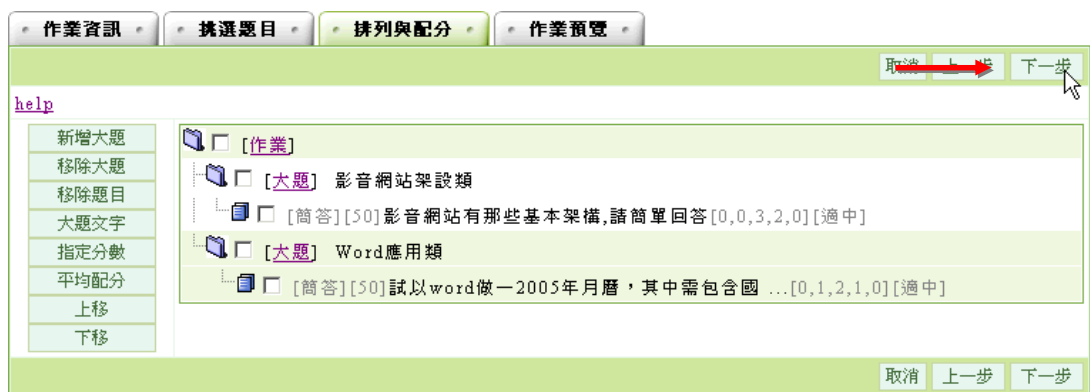 作業資訊 挑選題目 排列與配分 作業預覽
取消 上一步 下一步
help
新增大題
移除大題
移除題目
大題文字
指定分數
平均配分
上移
下移
[作業]
[大題] 影音網站架設類
[簡答][50]影音網站有那些基本架構,請簡單回答[0,0,3,2,0][適中]
[大題] Word應用類
[簡答][50]試以word做一2005年月曆，其中需包含國 ...[0,1,2,1,0][適中]
取消 上一步 下一步